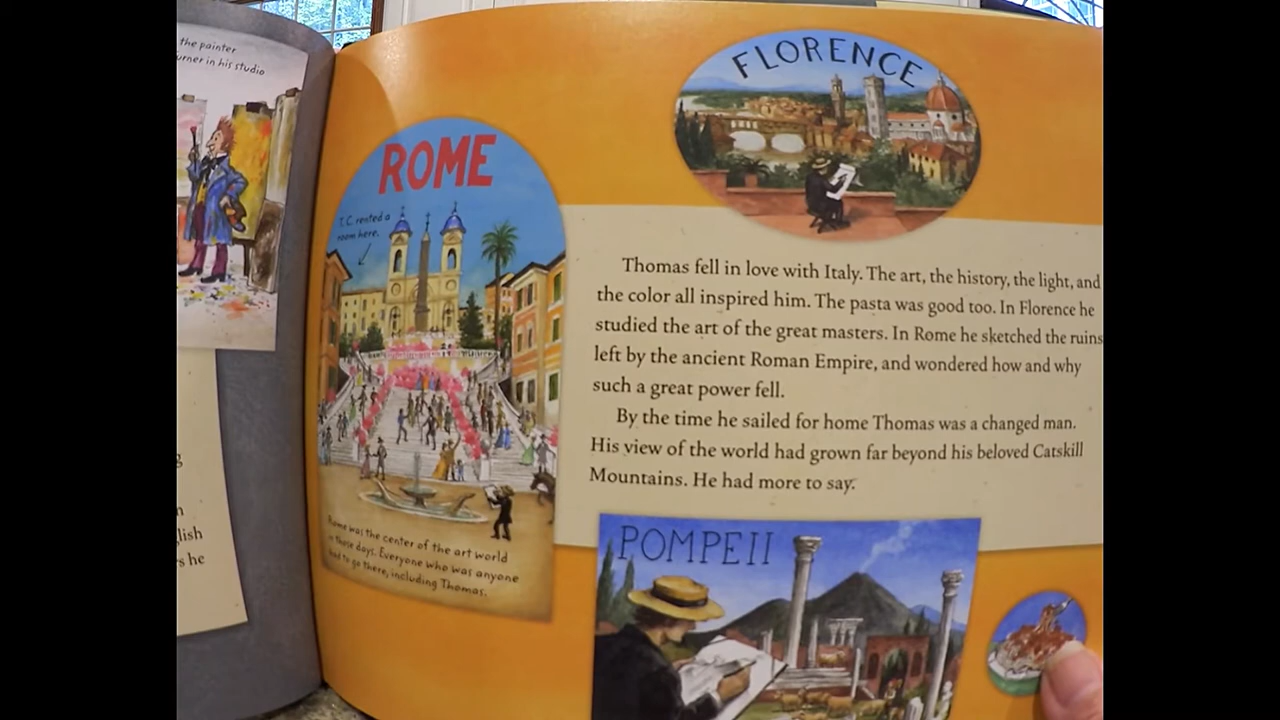 the painter
urner in his studio
g
n
lish
s he
ROME
T. C. rented a
room here.
Rome was the center of the art world
in those days. Everyone who was anyone
had to go there, including Thomas.
FLORENCE
Thomas fell in love with Italy. The art, the history, the light, and
the color all inspired him. The pasta was good too. In Florence he
studied the art of the great masters. In Rome he sketched the ruins
left by the ancient Roman Empire, and wondered how and why
such a great power fell.
By the time he sailed for home Thomas was a changed man.
His view of the world had grown far beyond his beloved Catskill
Mountains. He had more to say.
POMPEII